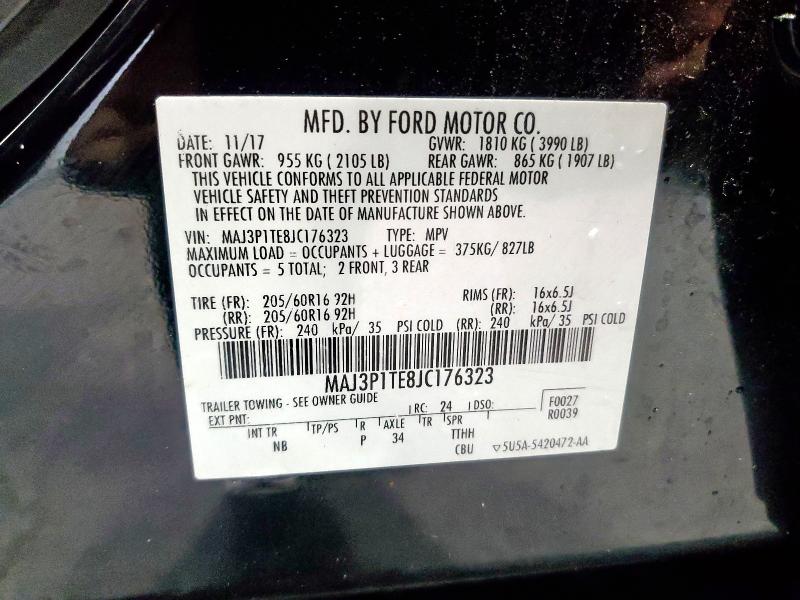 MFD. BY FORD MOTOR CO.
DATE: 11/17 GVWR: 1810 KG ( 3990 LB)
FRONT GAWR: 955 KG ( 2105 LB) REAR GAWR: 865 KG ( 1907 LB)
THIS VEHICLE CONFORMS TO ALL APPLICABLE FEDERAL MOTOR
VEHICLE SAFETY AND THEFT PREVENTION STANDARDS
IN EFFECT ON THE DATE OF MANUFACTURE SHOWN ABOVE.
VIN: MAJ3P1TE8JC176323 TYPE: MPV
MAXIMUM LOAD = OCCUPANTS + LUGGAGE = 375KG/ 827LB
OCCUPANTS = 5 TOTAL; 2 FRONT, 3 REAR
TIRE (FR): 205/60R16 92H RIMS (FR): 16x6.5J
(RR): 205/60R16 92H (RR): 16x6.5J
PRESSURE (FR): 240 kPa/ 35 PSI COLD (RR): 240 kPa/ 35 PSI COLD
MAJ3P1TE8JC176323
TRAILER TOWING - SEE OWNER GUIDE
EXT PNT: RC: 24 DSO: F0027
R0039
INT TR TP/PS R AXLE TR SPR
NB P 34 TTHH
CBU ▽5U5A-5420472-AA